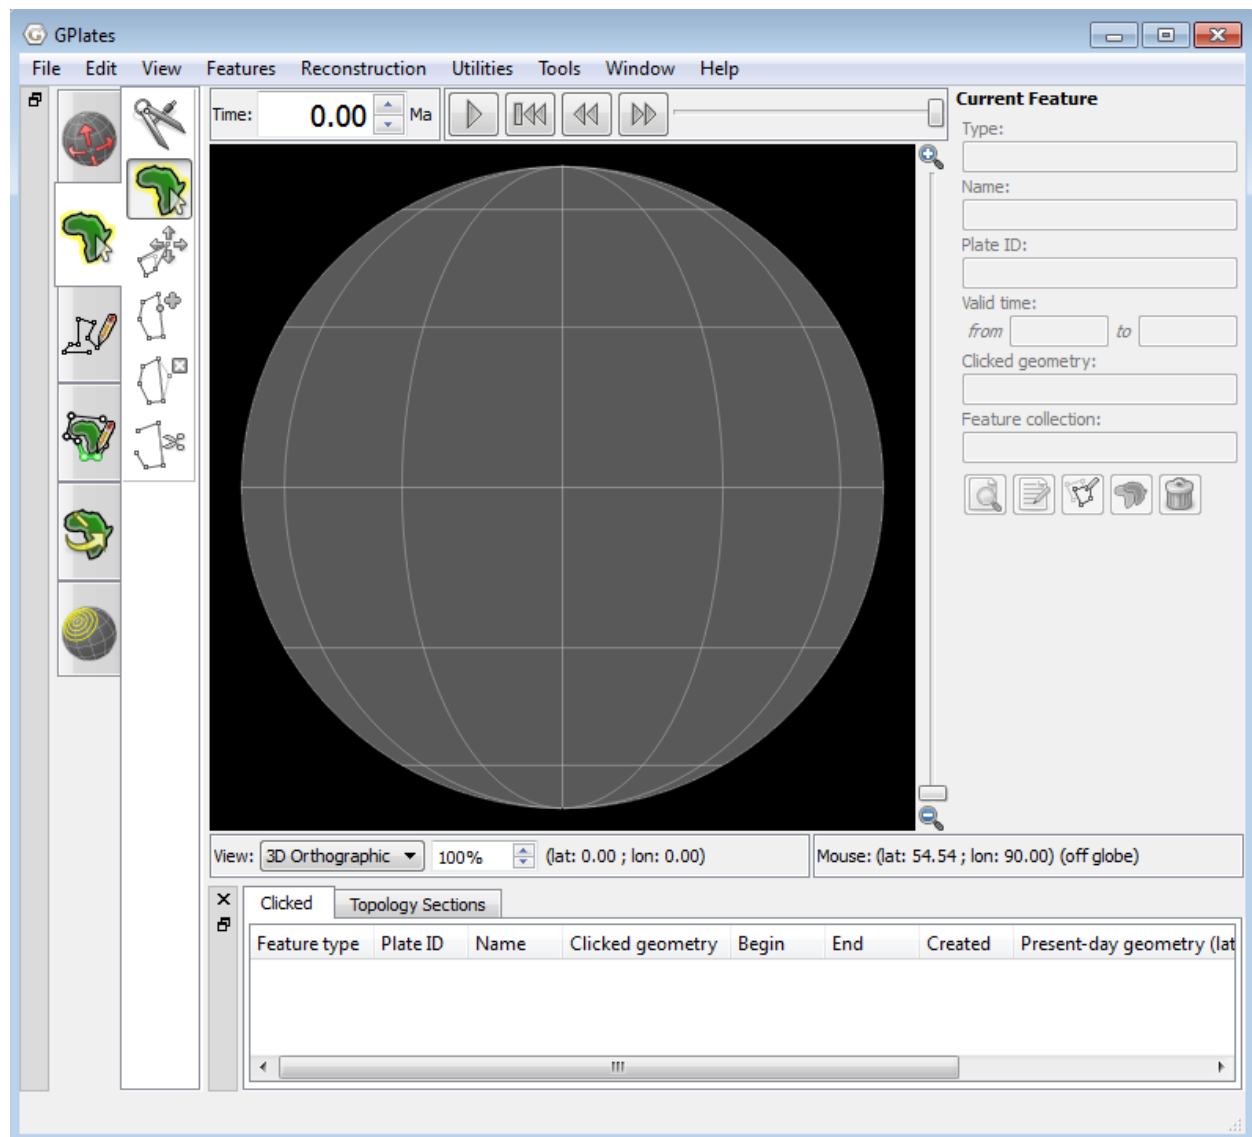 GPlates
File Edit View Features Reconstruction Utilities Tools Window Help
Time: 0.00 Ma
Current Feature
Type:
Name:
Plate ID:
Valid time:
from to
Clicked geometry:
Feature collection:
View: 3D Orthographic 100% (lat: 0.00 ; lon: 0.00) Mouse: (lat: 54.54 ; lon: 90.00) (off globe)
Clicked Topology Sections
Feature type Plate ID Name Clicked geometry Begin End Created Present-day geometry (lat